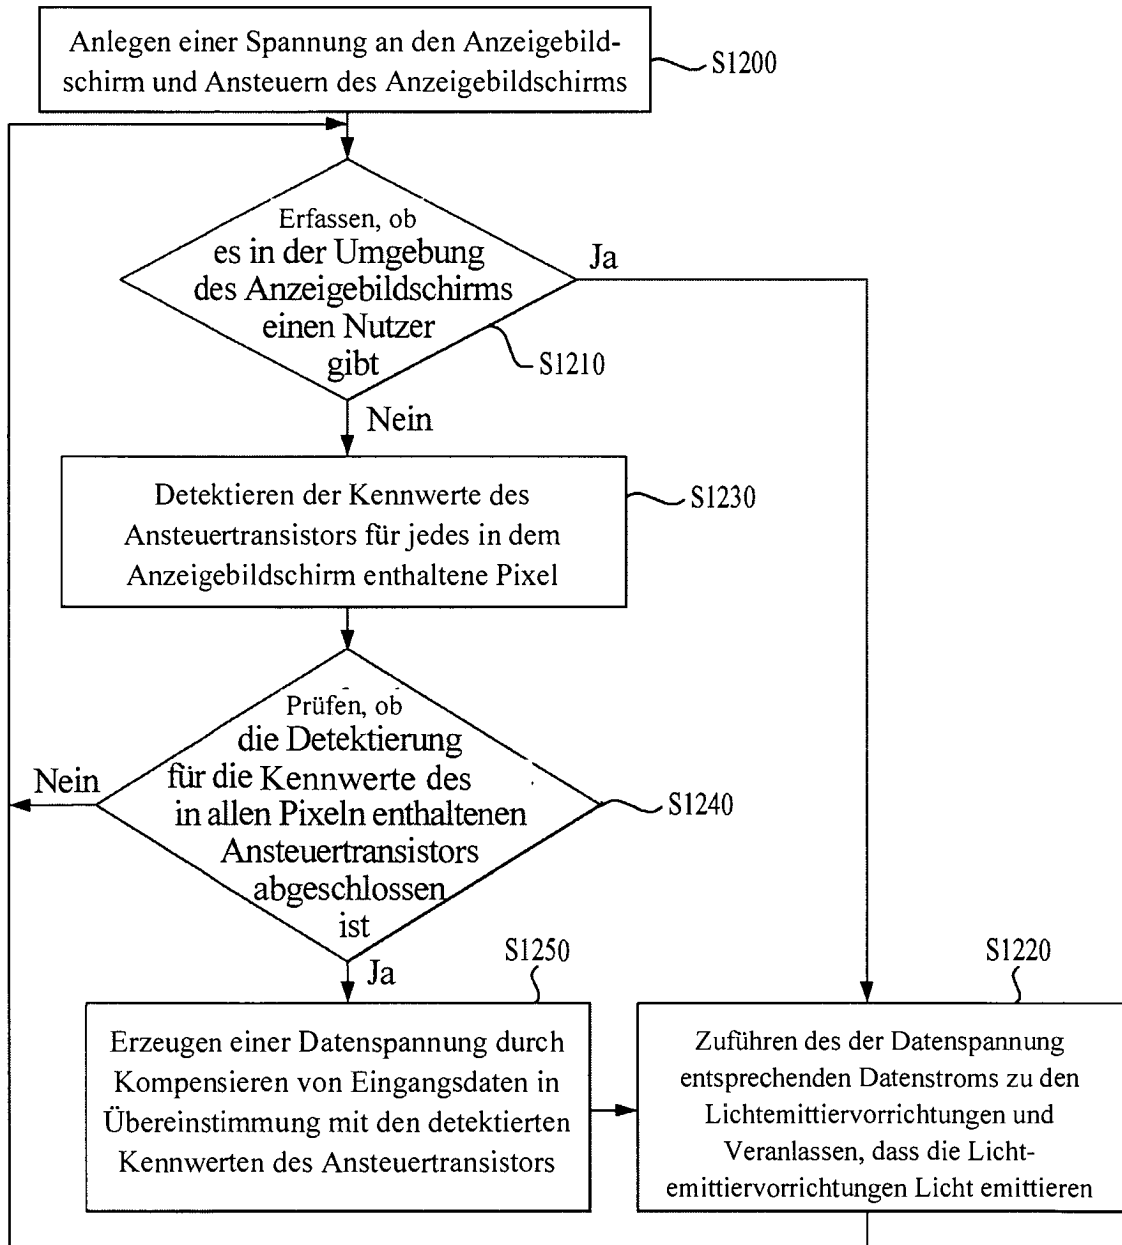 Anlegen einer Spannung an den Anzeigebild-
schirm und Ansteuern des Anzeigebildschirms
S1200
Erfassen, ob
es in der Umgebung
des Anzeigebildschirms
einen Nutzer
gibt
Ja
S1210
Nein
Detektieren der Kennwerte des
Ansteuertransistors für jedes in dem
Anzeigebildschirm enthaltene Pixel
S1230
Prüfen, ob
die Detektierung
für die Kennwerte des
in allen Pixeln enthaltenen
Ansteuertransistors
abgeschlossen
ist
Nein
S1240
Ja
S1250
S1220
Erzeugen einer Datenspannung durch
Kompensieren von Eingangsdaten in
Übereinstimmung mit den detektierten
Kennwerten des Ansteuertransistors
Zuführen des der Datenspannung
entsprechenden Datenstroms zu den
Lichtemittiervorrichtungen und
Veranlassen, dass die Licht-
emittiervorrichtungen Licht emittieren